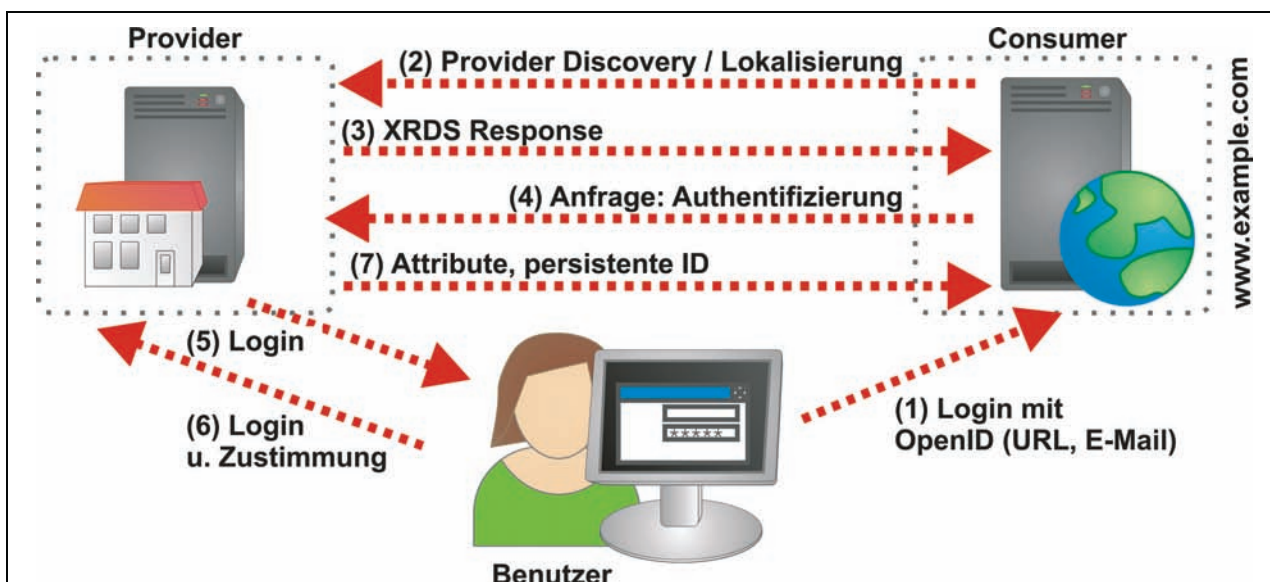 Provider
Consumer
(2) Provider Discovery / Lokalisierung
(3) XRDS Response
(4) Anfrage: Authentifizierung
(7) Attribute, persistente ID
www.example.com
(5) Login
(6) Login
u. Zustimmung
(1) Login mit
OpenID (URL, E-Mail)
*****
Benutzer